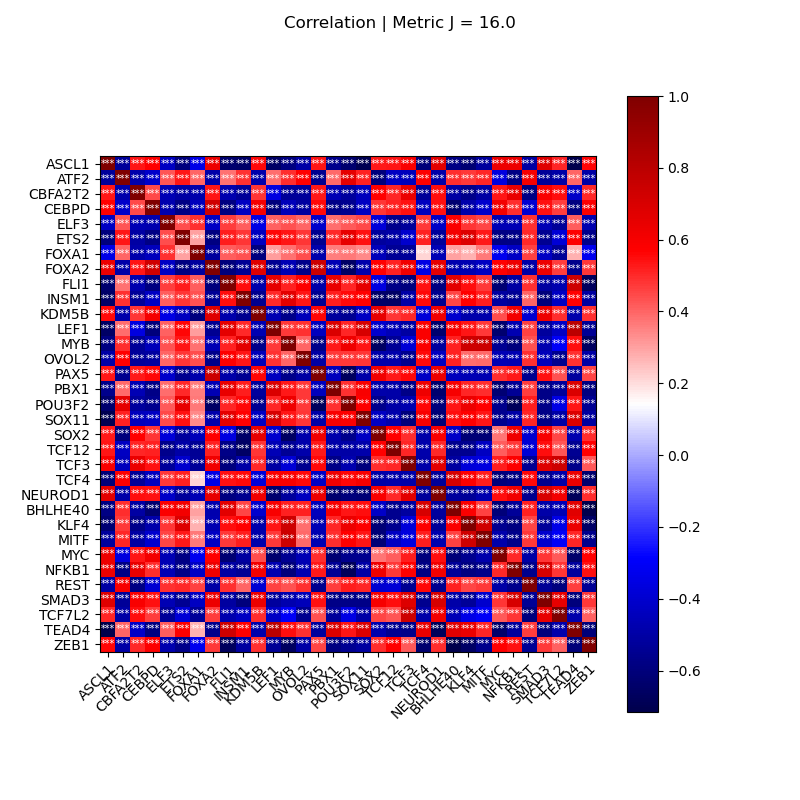 Correlation | Metric J = 16.0
ASCL1
ATF2
CBFA2T2
CEBPD
ELF3
ETS2
FOXA1
FOXA2
FLI1
INSM1
KDM5B
LEF1
MYB
OVOL2
PAX5
PBX1
POU3F2
SOX11
SOX2
TCF12
TCF3
TCF4
NEUROD1
BHLHE40
KLF4
MITF
MYC
NFKB1
REST
SMAD3
TCF7L2
TEAD4
ZEB1
ASCL1
ATF2
CBFA2T2
CEBPD
ELF3
ETS2
FOXA1
FOXA2
FLI1
INSM1
KDM5B
LEF1
MYB
OVOL2
PAX5
PBX1
POU3F2
SOX11
SOX2
TCF12
TCF3
TCF4
NEUROD1
BHLHE40
KLF4
MITF
MYC
NFKB1
REST
SMAD3
TCF7L2
TEAD4
ZEB1
1.0
0.8
0.6
0.4
0.2
0.0
−0.2
−0.4
−0.6